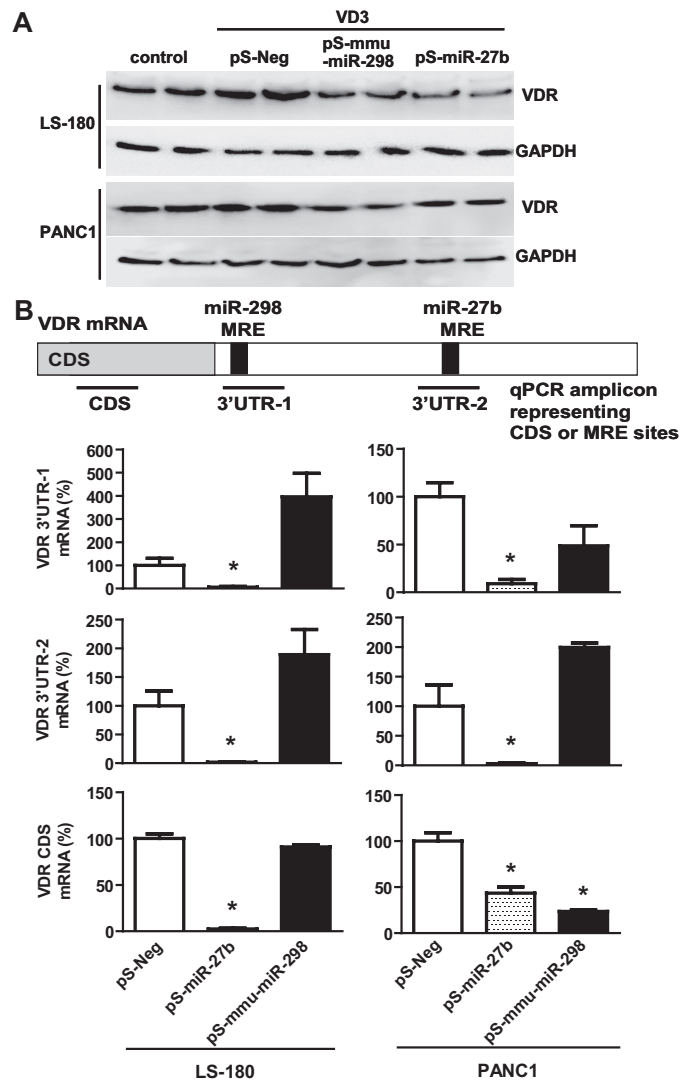 A
VD3
control
pS-Neg
pS-mmu
-miR-298
pS-miR-27b
LS-180
VDR
GAPDH
PANC1
VDR
GAPDH
B
VDR mRNA
miR-298
MRE
miR-27b
MRE
CDS
CDS
3'UTR-1
3'UTR-2
qPCR amplicon
representing
CDS or MRE sites
VDR 3'UTR-1
mRNA (%)
600
500
400
300
200
100
0
*
150
100
50
0
*
VDR 3'UTR-2
mRNA (%)
250
200
150
100
50
0
*
250
200
150
100
50
0
*
VDR CDS
mRNA (%)
150
100
50
0
*
150
100
50
0
*
*
pS-Neg
pS-miR-27b
pS-mmu-miR-298
pS-Neg
pS-miR-27b
pS-mmu-miR-298
LS-180
PANC1